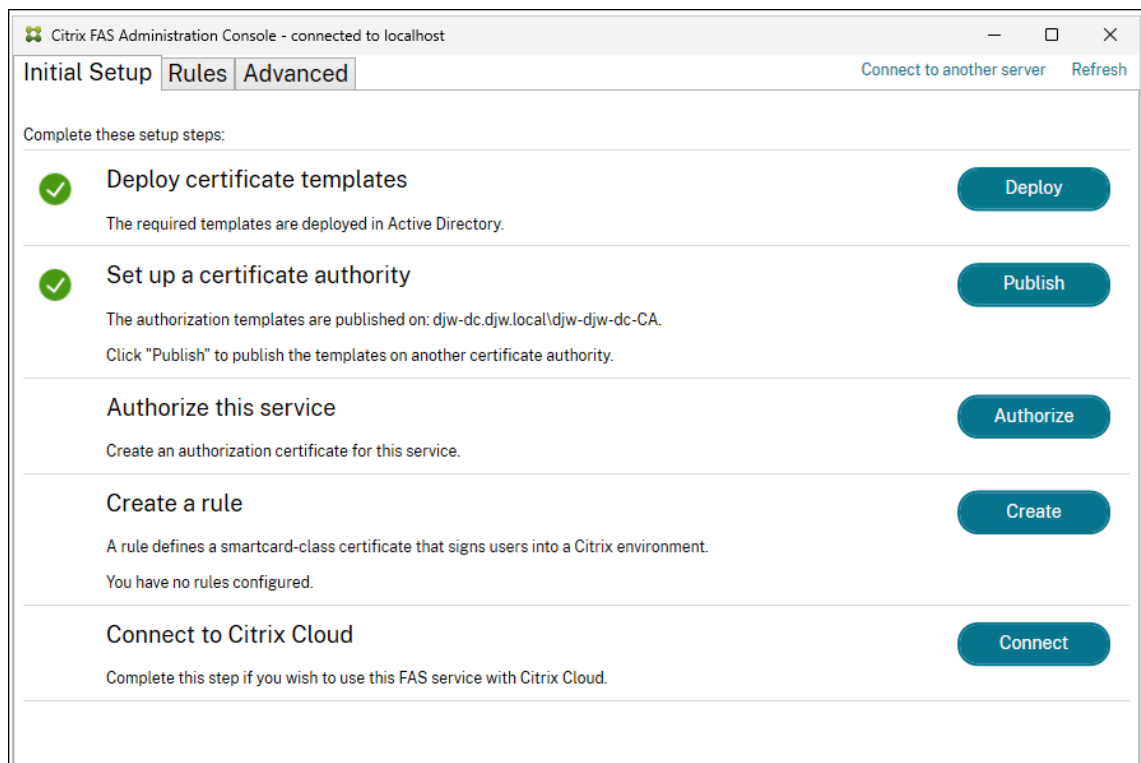 Citrix FAS Administration Console - connected to localhost
Initial Setup Rules Advanced Connect to another server Refresh
Complete these setup steps:
Deploy certificate templates
Deploy
The required templates are deployed in Active Directory.
Set up a certificate authority
Publish
The authorization templates are published on: djw-dc.djw.local\djw-djw-dc-CA.
Click "Publish" to publish the templates on another certificate authority.
Authorize this service
Authorize
Create an authorization certificate for this service.
Create a rule
Create
A rule defines a smartcard-class certificate that signs users into a Citrix environment.
You have no rules configured.
Connect to Citrix Cloud
Connect
Complete this step if you wish to use this FAS service with Citrix Cloud.